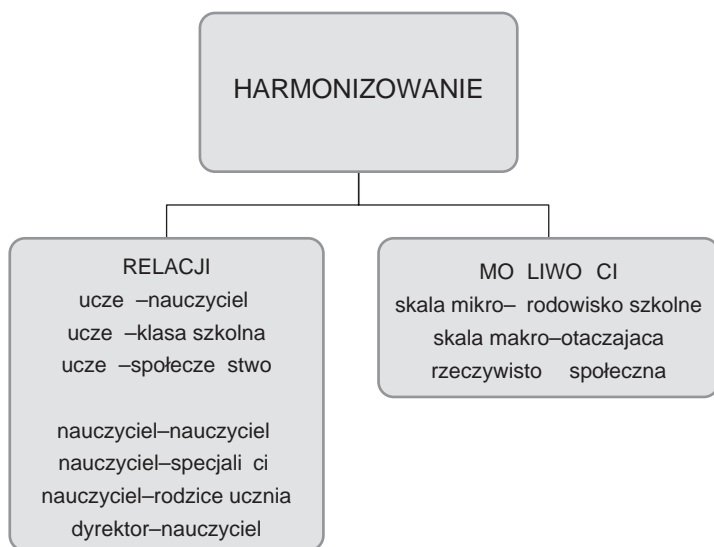 HARMONIZOWANIE
RELACJI
ucze –nauczyciel
ucze –klasa szkolna
ucze –społecze stwo
nauczyciel–nauczyciel
nauczyciel–specjali ci
nauczyciel–rodzice ucznia
dyrektor–nauczyciel
MO LIWO CI
skala mikro– rodowisko szkolne
skala makro–otaczajaca
rzeczywisto społeczna